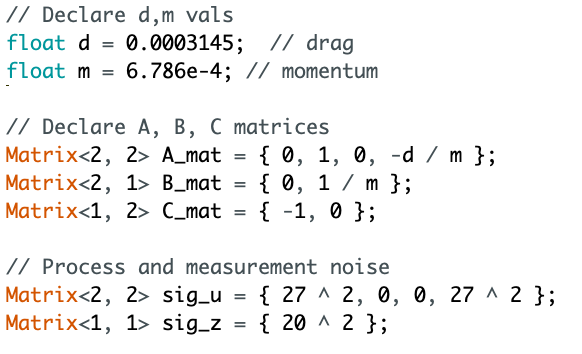 // Declare d,m vals
float d = 0.0003145;  // drag
float m = 6.786e-4; // momentum
// Declare A, B, C matrices
Matrix<2, 2> A_mat = { 0, 1, 0, -d / m };
Matrix<2, 1> B_mat = { 0, 1 / m };
Matrix<1, 2> C_mat = { -1, 0 };
// Process and measurement noise
Matrix<2, 2> sig_u = { 27 ^ 2, 0, 0, 27 ^ 2 };
Matrix<1, 1> sig_z = { 20 ^ 2 };